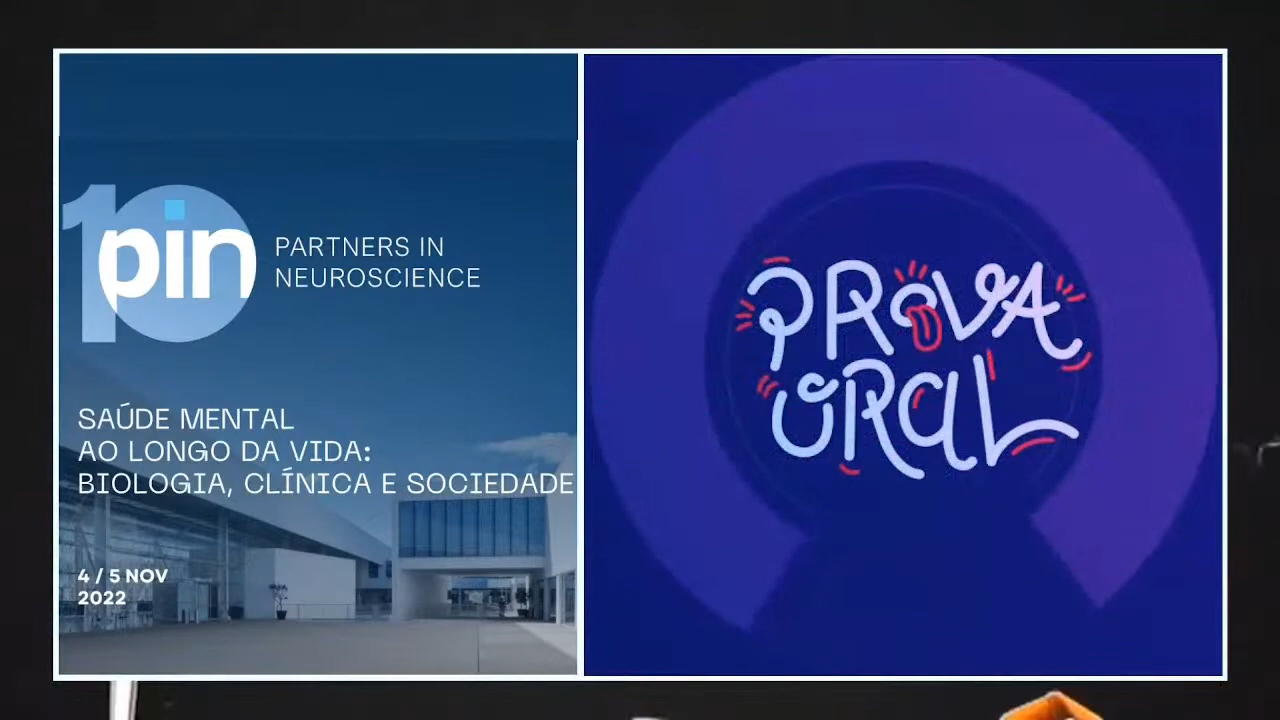 10
pin
PARTNERS IN
NEUROSCIENCE
SAÚDE MENTAL
AO LONGO DA VIDA:
BIOLOGIA, CLÍNICA E SOCIEDADE
4 / 5 NOV
2022
PROVA
ORAL